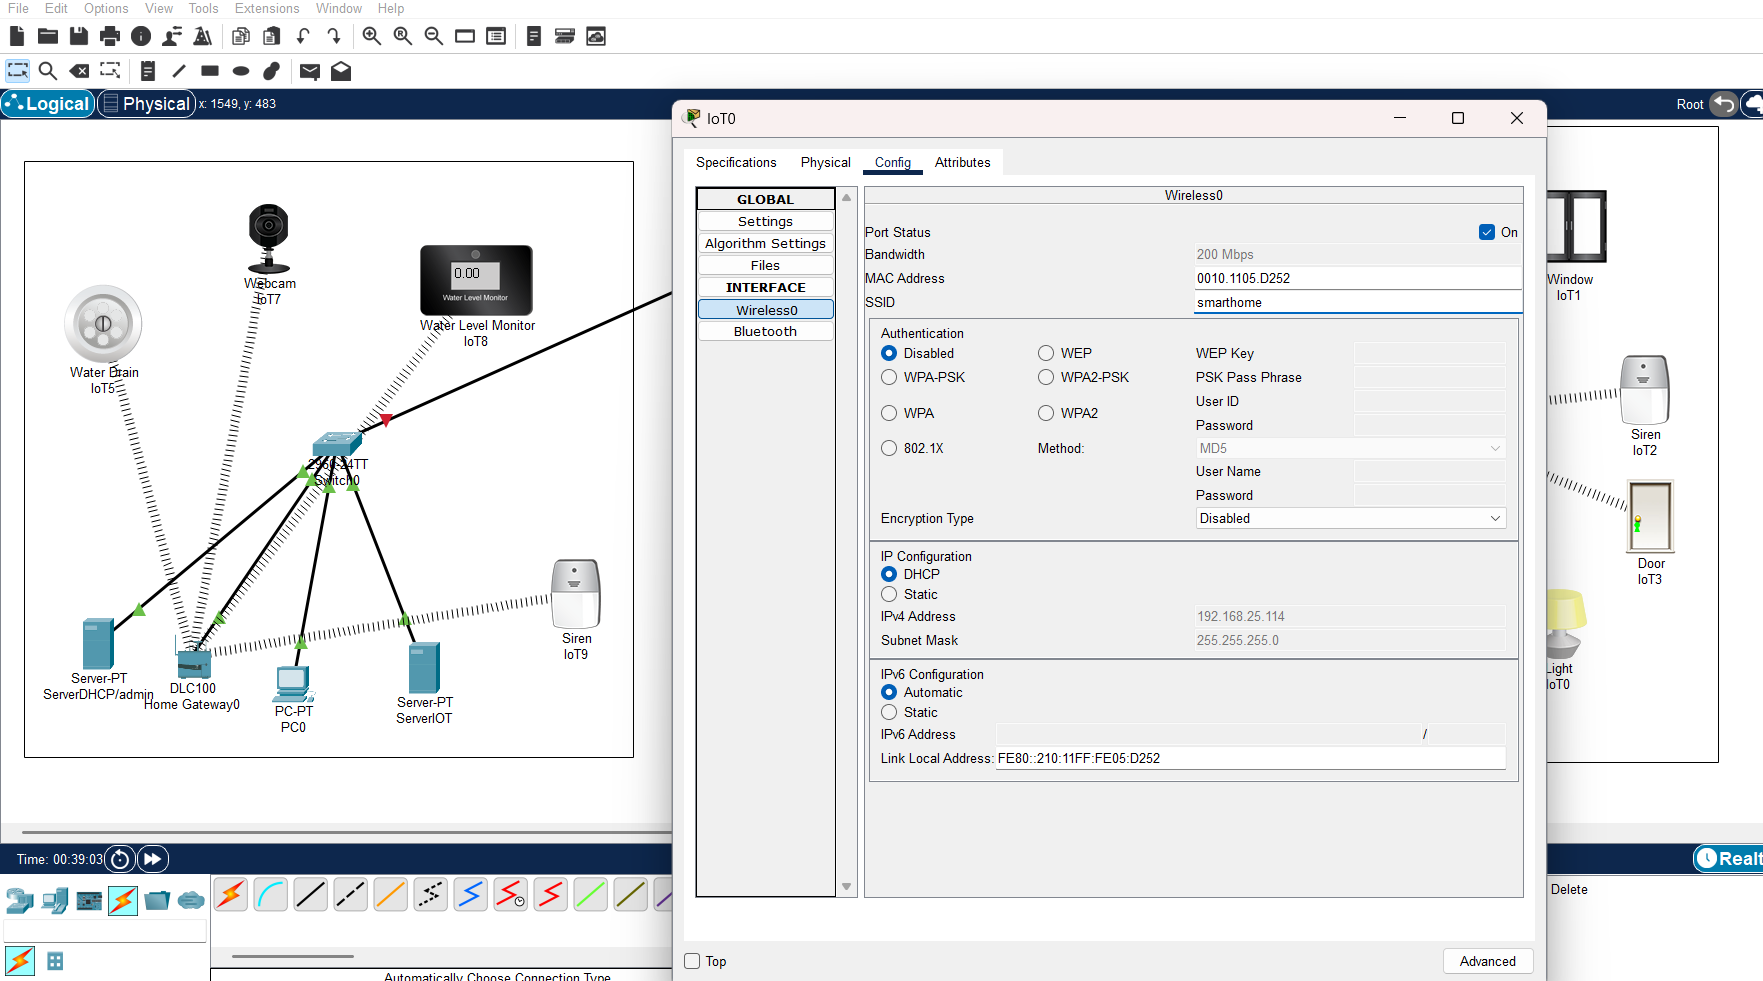 File Edit Options View Tools Extensions Window Help
Logical Physical x: 1549, y: 483
Root
Webcam
IoT7
0.00
Water Level Monitor
Water Level Monitor
IoT8
Water Drain
IoT5
2960-24TT
Switch0
Siren
IoT9
Server-PT
ServerDHCP/admin
DLC100
Home Gateway0
PC-PT
PC0
Server-PT
ServerIOT
IoT0
Specifications Physical Config Attributes
GLOBAL
Settings
Algorithm Settings
Files
INTERFACE
Wireless0
Bluetooth
Wireless0
Port Status On
Bandwidth 200 Mbps
MAC Address 0010.1105.D252
SSID smarthome
Authentication
Disabled WEP WEP Key
WPA-PSK WPA2-PSK PSK Pass Phrase
User ID
WPA WPA2
Password
802.1X Method: MD5
User Name
Password
Encryption Type Disabled
IP Configuration
DHCP
Static
IPv4 Address 192.168.25.114
Subnet Mask 255.255.255.0
IPv6 Configuration
Automatic
Static
IPv6 Address /
Link Local Address: FE80::210:11FF:FE05:D252
Top Advanced
Window
IoT1
Siren
IoT2
Door
IoT3
Light
IoT0
Time: 00:39:03
Realt
Delete
Automatically Choose Connection Type